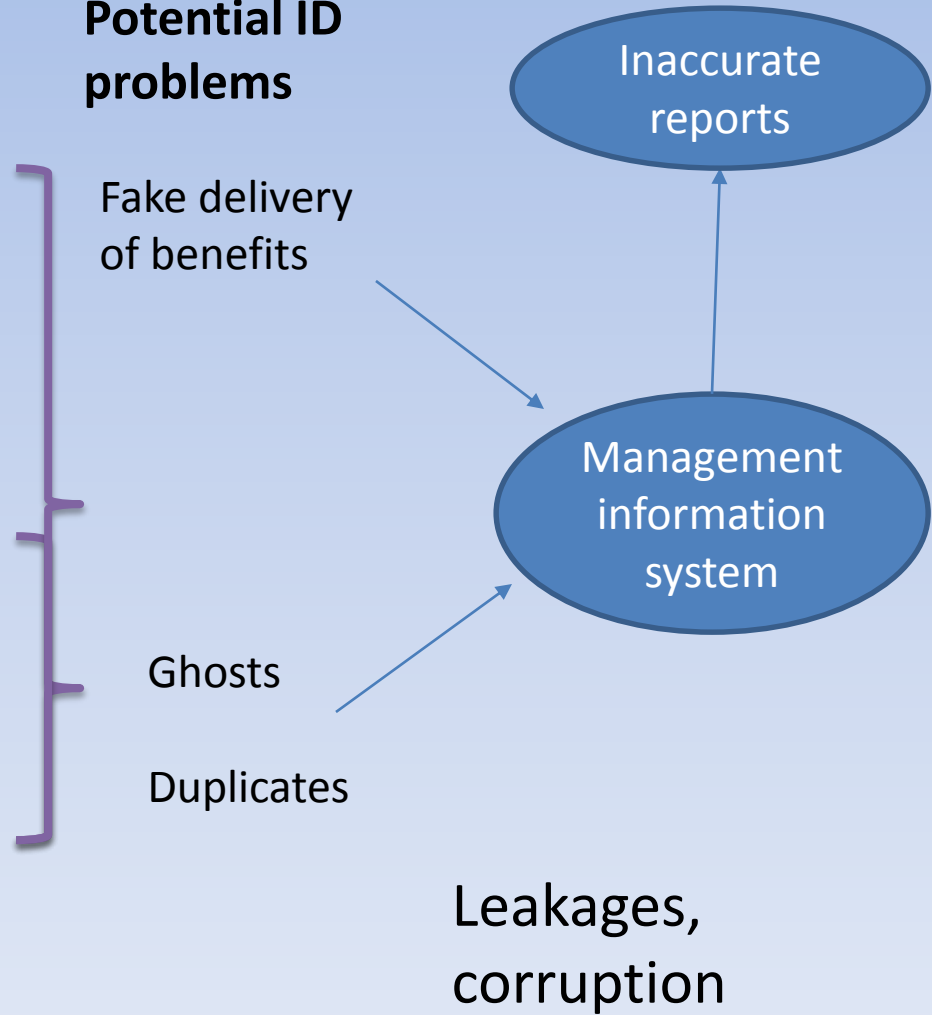 Potential ID
problems
Inaccurate
reports
Fake delivery
of benefits
Management
information
system
Ghosts
Duplicates
Leakages,
corruption